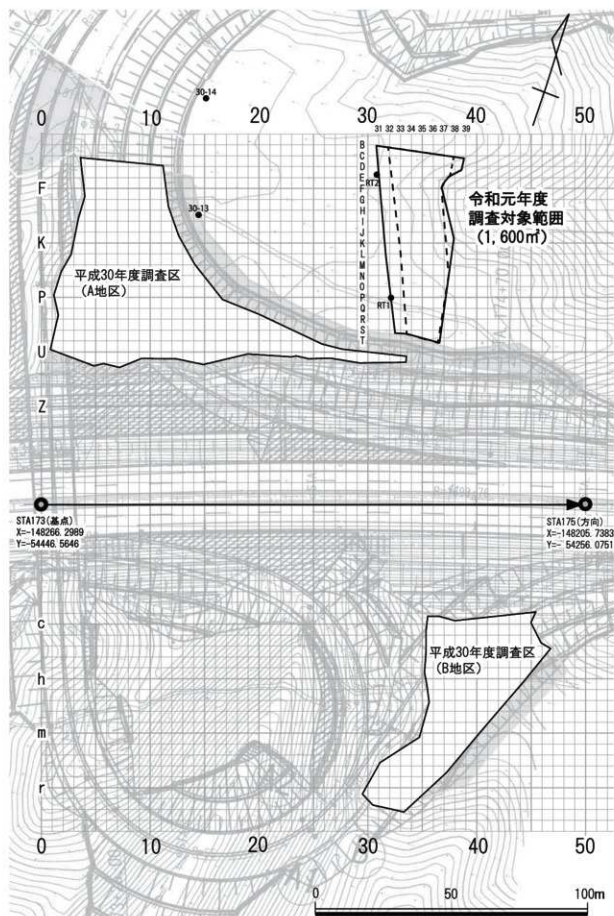 30-14
0
10
20
30
50
31 32 33 34 35 36 37 38 39
B
C
D
E
F
G
H
I
J
K
L
M
N
O
P
Q
R
S
T
RT2
RT1
F
K
P
U
Z
30-13
令和元年度
調査対象範囲
(1,600㎡)
平成30年度調査区
(A地区)
STA173(基点)
X=-148266.2989
Y=-54446.5646
STA175(方向)
X=-148205.7383
Y=- 54256.0751
c
h
m
r
平成30年度調査区
(B地区)
0
10
20
30
40
50
0
50
100m